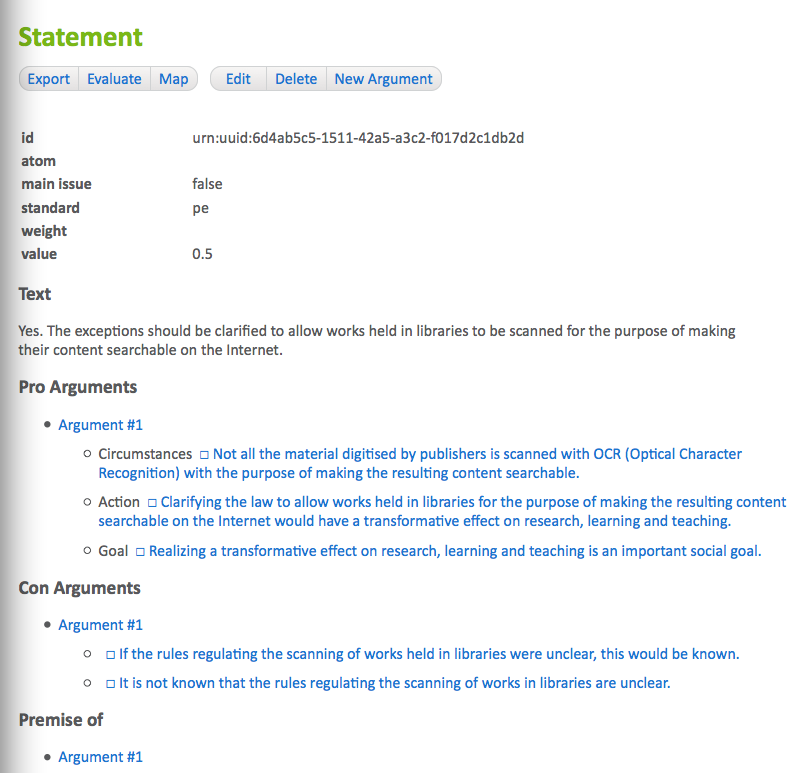 Statement
Export Evaluate Map Edit Delete New Argument
id urn:uuid:6d4ab5c5-1511-42a5-a3c2-f017d2c1db2d
atom
main issue false
standard pe
weight
value 0.5
Text
Yes. The exceptions should be clarified to allow works held in libraries to be scanned for the purpose of making
their content searchable on the Internet.
Pro Arguments
• Argument #1
○ Circumstances □ Not all the material digitised by publishers is scanned with OCR (Optical Character
Recognition) with the purpose of making the resulting content searchable.
○ Action □ Clarifying the law to allow works held in libraries for the purpose of making the resulting content
searchable on the Internet would have a transformative effect on research, learning and teaching.
○ Goal □ Realizing a transformative effect on research, learning and teaching is an important social goal.
Con Arguments
• Argument #1
○ □ If the rules regulating the scanning of works held in libraries were unclear, this would be known.
○ □ It is not known that the rules regulating the scanning of works in libraries are unclear.
Premise of
• Argument #1